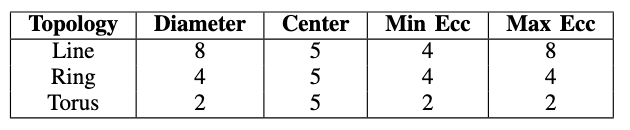 Topology Diameter Center Min Ecc Max Ecc
Line 8 5 4 8
Ring 4 5 4 4
Torus 2 5 2 2